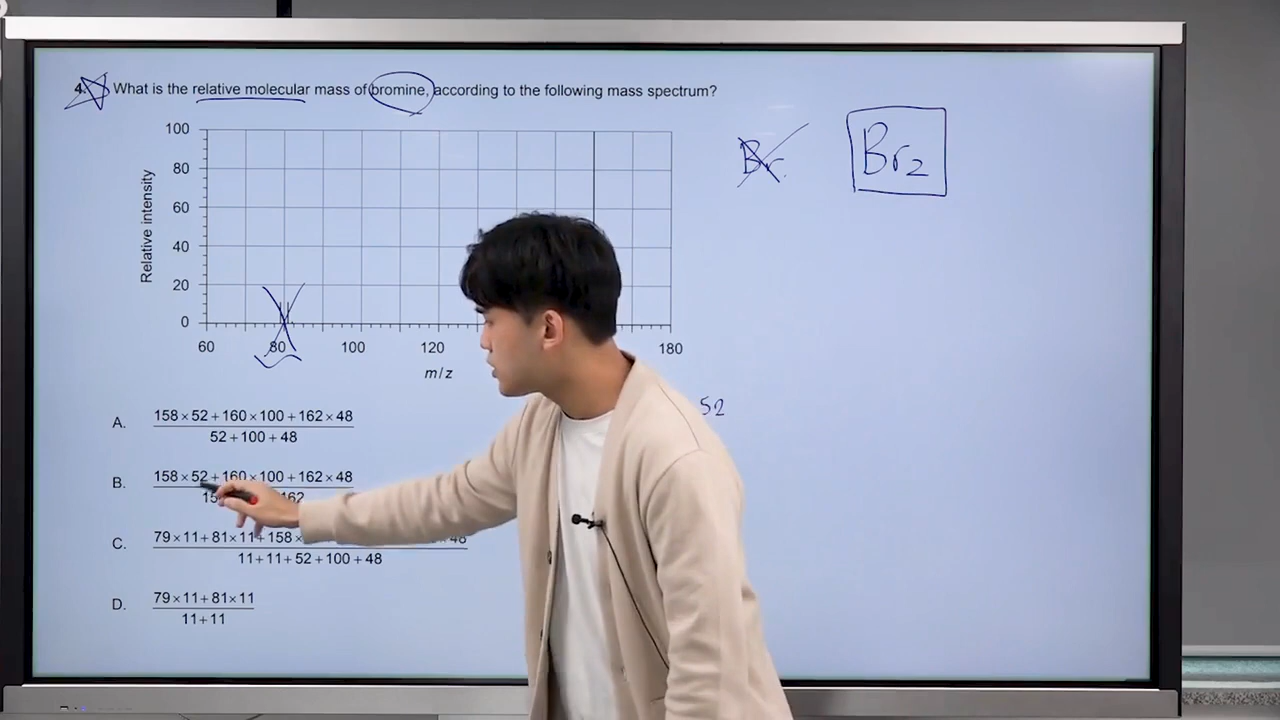 4. What is the relative molecular mass of bromine, according to the following mass spectrum?
Br
Br2
Relative intensity
100
80
60
40
20
0
60 80 100 120 180
m/z
52
A. 158 × 52 + 160 × 100 + 162 × 48
52 + 100 + 48
B. 158 × 52 + 160 × 100 + 162 × 48
162
C. 79 × 11 + 81 × 11 + 158 × 48
11 + 11 + 52 + 100 + 48
D. 79 × 11 + 81 × 11
11 + 11